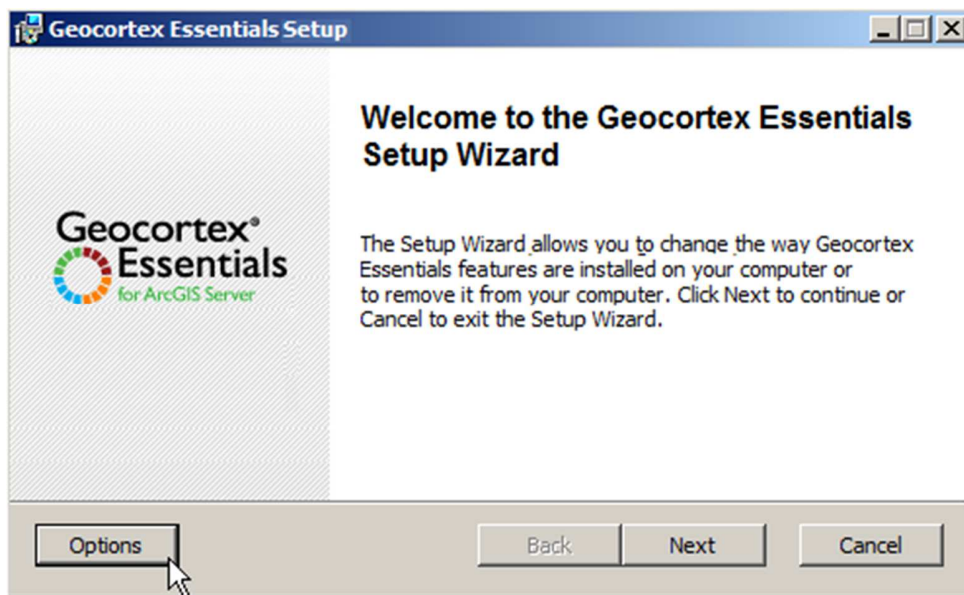 Geocortex Essentials Setup
Welcome to the Geocortex Essentials
Setup Wizard
Geocortex®
Essentials
for ArcGIS Server
The Setup Wizard allows you to change the way Geocortex
Essentials features are installed on your computer or
to remove it from your computer. Click Next to continue or
Cancel to exit the Setup Wizard.
Options
Back
Next
Cancel